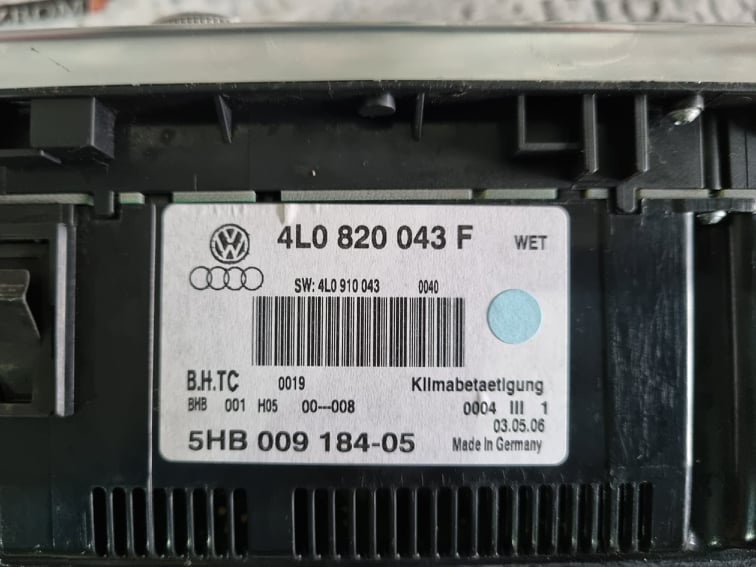 4L0 820 043 F WET
SW: 4L0 910 043 0040
B.H.TC 0019 Klimabetaetigung
BHB 001 H05 00---008 0004 III 1
03.05.06
5HB 009 184-05 Made In Germany